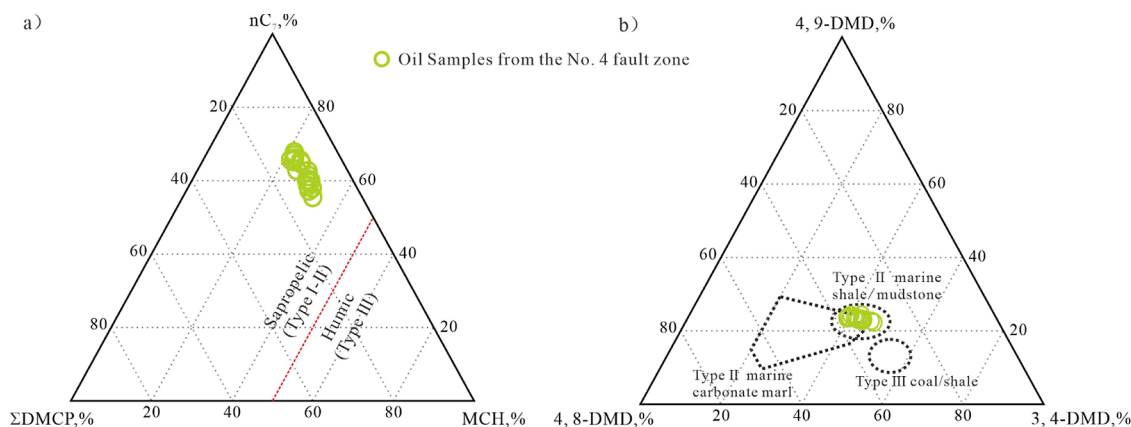 a)
nC₇,%
Oil Samples from the No. 4 fault zone
20
80
40
60
60
40
80
20
Sapropelic
(Type I-II)
Humic
(Type III)
ΣDMCP,%
20
40
60
80
MCH,%
b)
4, 9-DMD,%
20
80
40
60
60
40
80
20
Type Ⅱ marine
shale/mudstone
Type Ⅱ marine
carbonate marl
Type III coal/shale
4, 8-DMD,%
20
40
60
80
3, 4-DMD,%